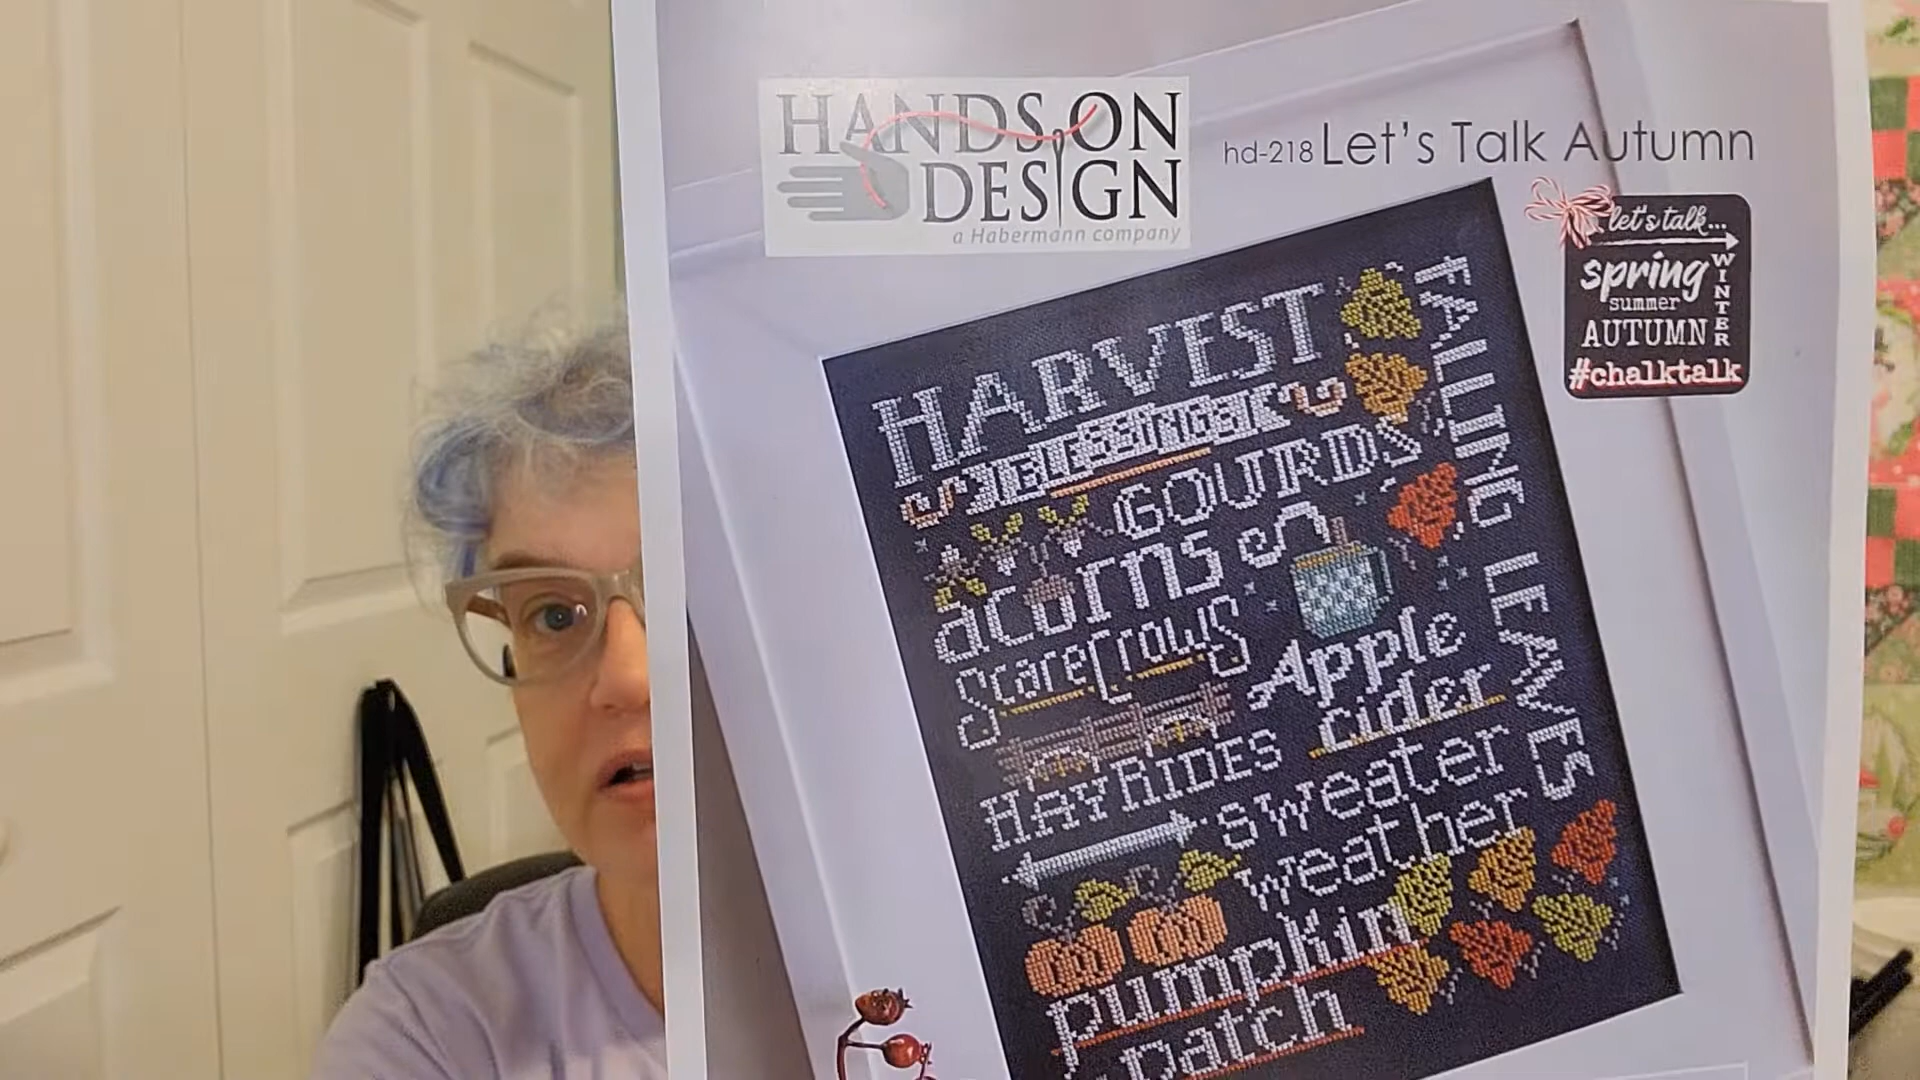 HANDS ON
DESIGN
a Habermann company
hd-218 Let's Talk Autumn
let's talk...
spring
summer
AUTUMN
WINTER
#chalktalk
HARVEST
BLESSINGS
GOURDS
acorns
ScareCrows
Apple
cider
HAYRIDES
sweater
weather
pumpkin
patch
FALLING LEAVES